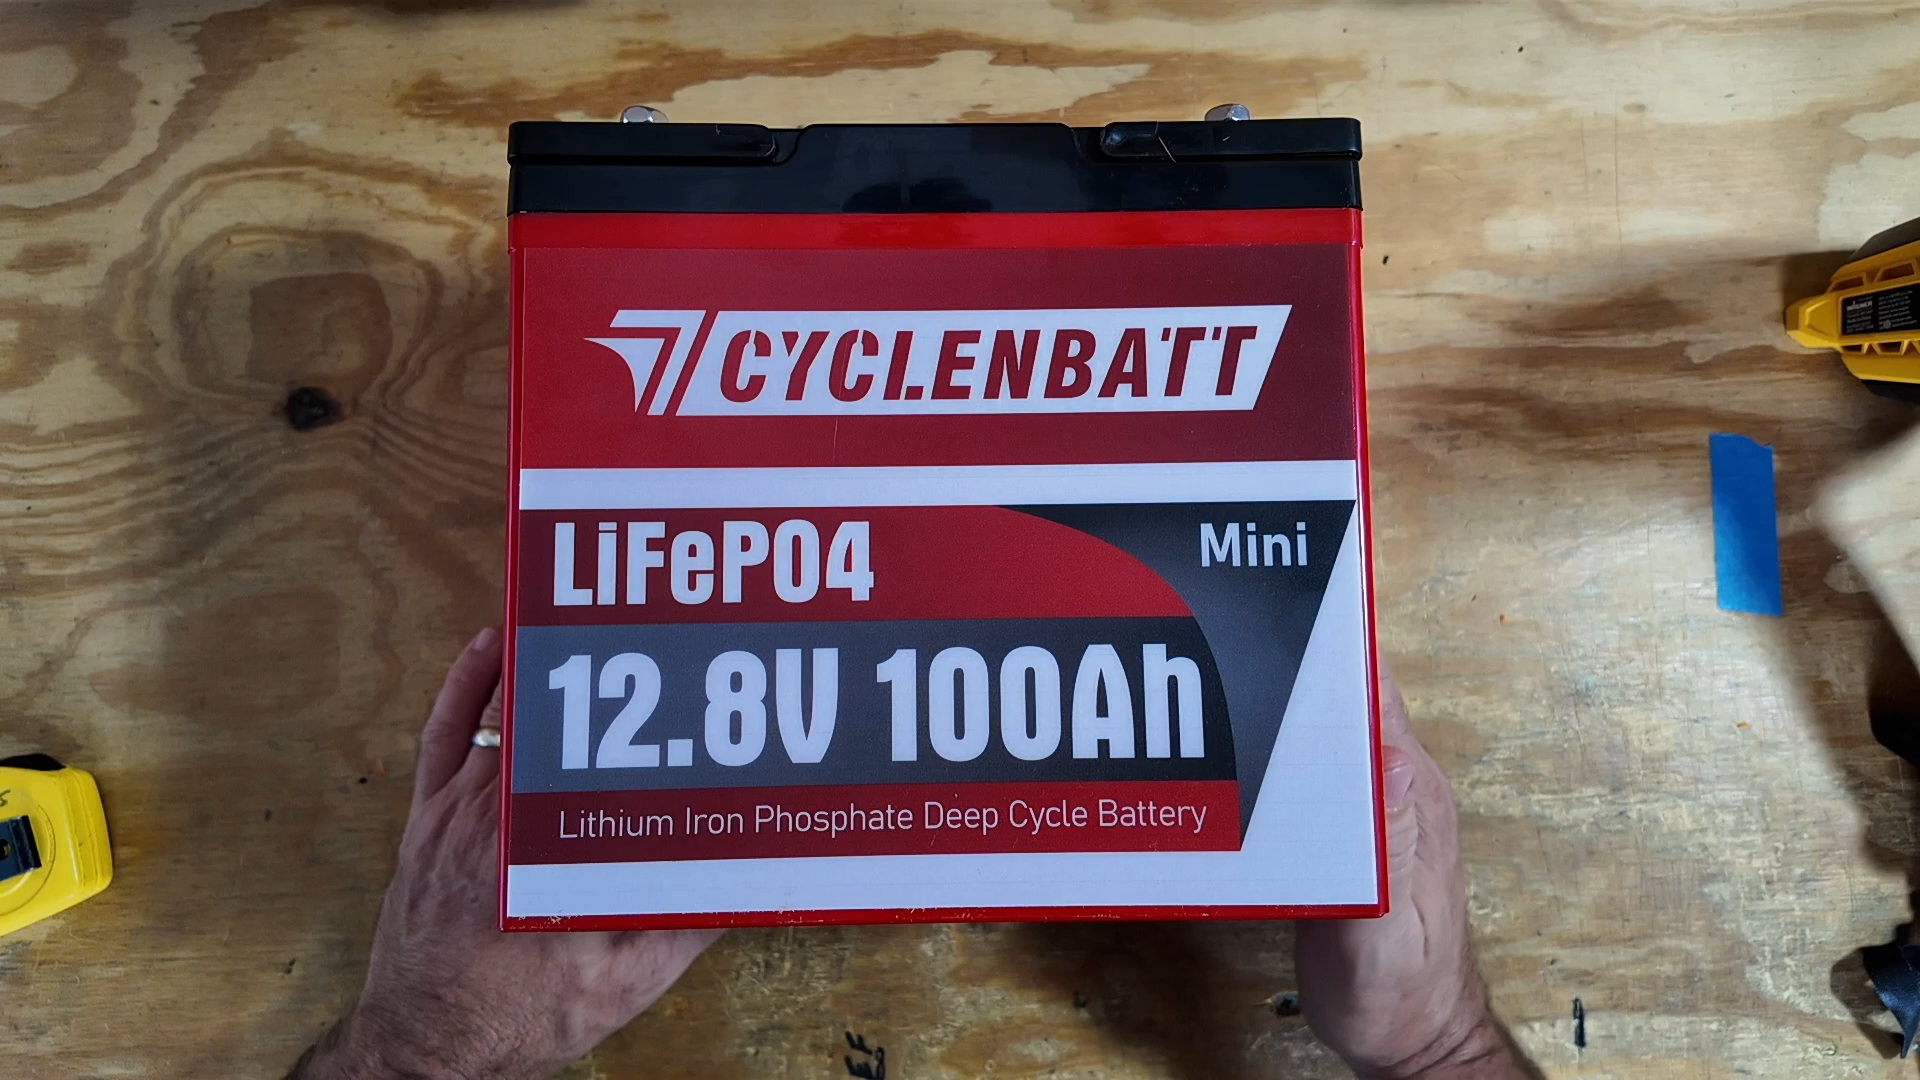 CYCLENBATT
LiFePO4
Mini
12.8V 100Ah
Lithium Iron Phosphate Deep Cycle Battery